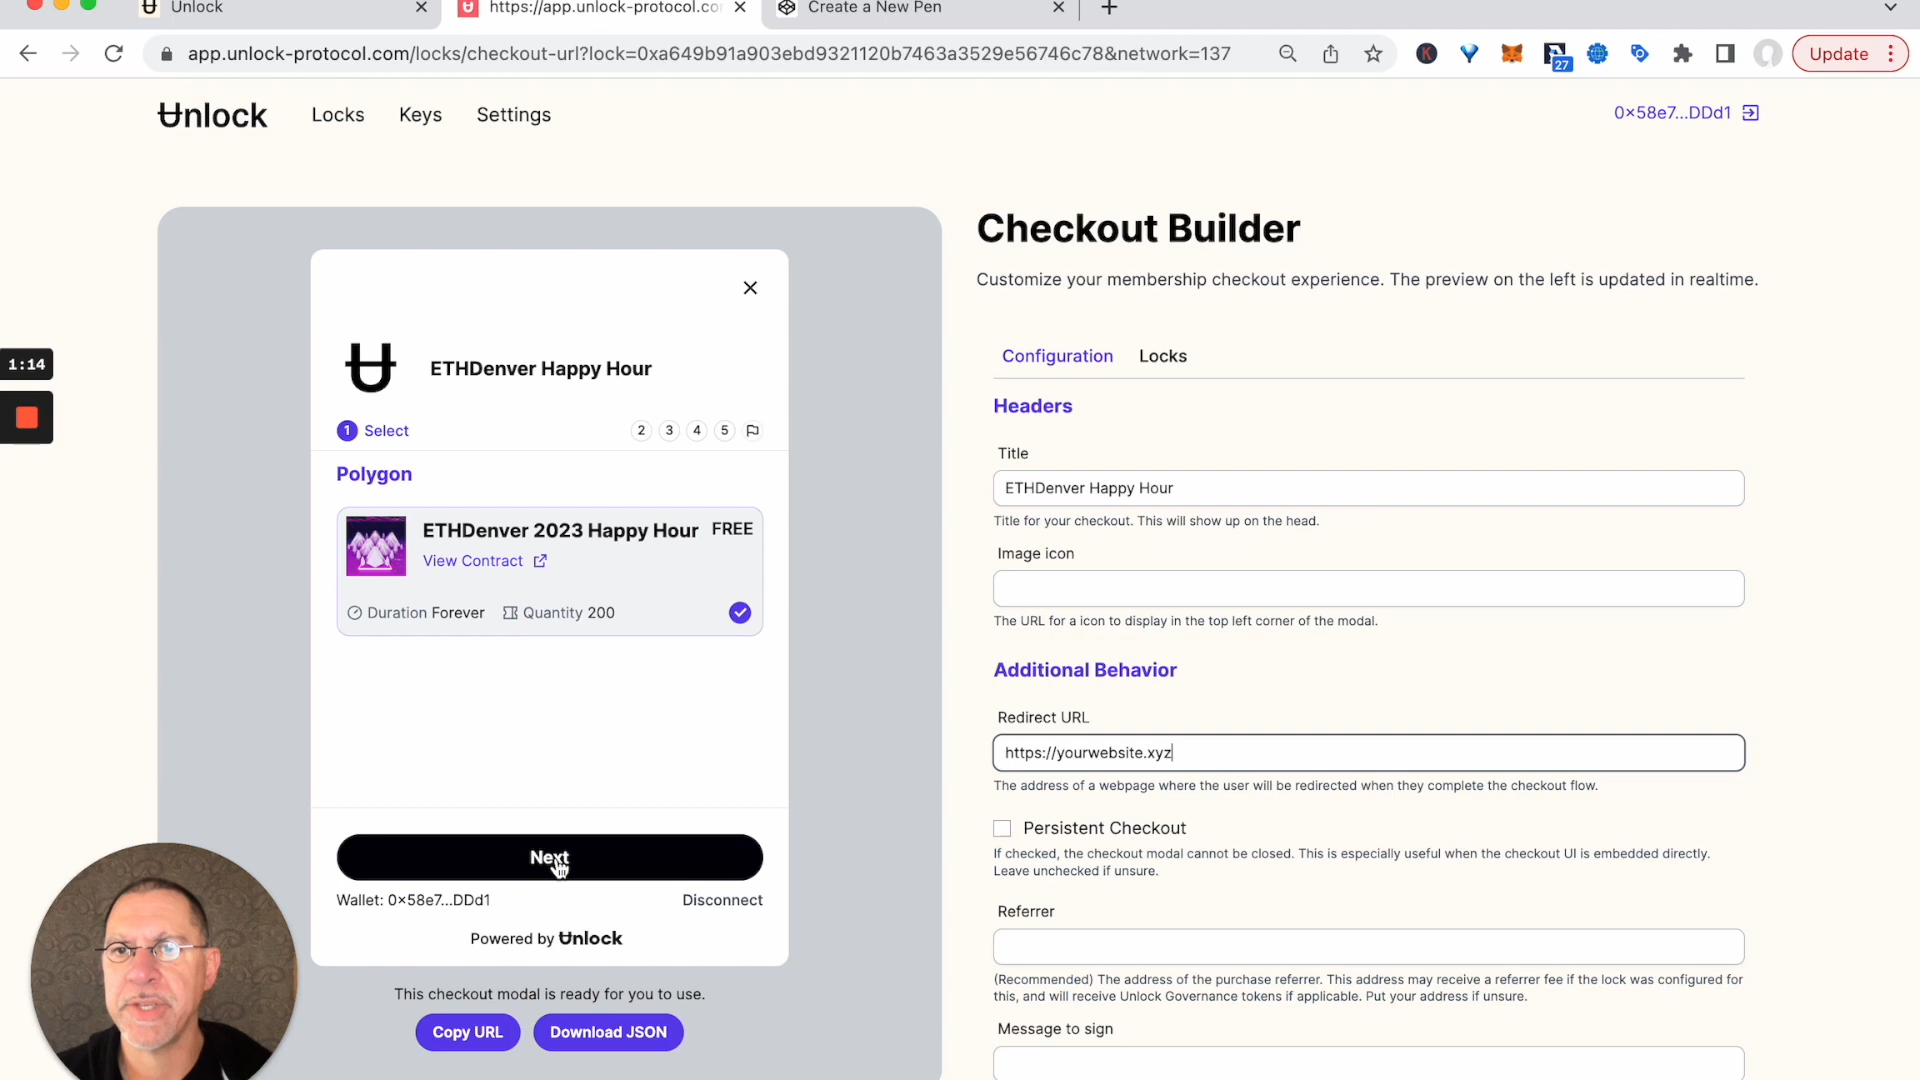 Unlock
https://app.unlock-protocol.co
Create a New Pen
app.unlock-protocol.com/locks/checkout-url?lock=0xa649b91a903ebd9321120b7463a3529e56746c78&network=137
27
Update
Unlock
Locks
Keys
Settings
0x58e7...DDd1
1:14
ETHDenver Happy Hour
1 Select
2 3 4 5
Polygon
ETHDenver 2023 Happy Hour FREE
View Contract
Duration Forever Quantity 200
Next
Wallet: 0x58e7...DDd1 Disconnect
Powered by Unlock
This checkout modal is ready for you to use.
Copy URL
Download JSON
Checkout Builder
Customize your membership checkout experience. The preview on the left is updated in realtime.
Configuration Locks
Headers
Title
ETHDenver Happy Hour
Title for your checkout. This will show up on the head.
Image icon
The URL for a icon to display in the top left corner of the modal.
Additional Behavior
Redirect URL
https://yourwebsite.xyz
The address of a webpage where the user will be redirected when they complete the checkout flow.
Persistent Checkout
If checked, the checkout modal cannot be closed. This is especially useful when the checkout UI is embedded directly.
Leave unchecked if unsure.
Referrer
(Recommended) The address of the purchase referrer. This address may receive a referrer fee if the lock was configured for
this, and will receive Unlock Governance tokens if applicable. Put your address if unsure.
Message to sign